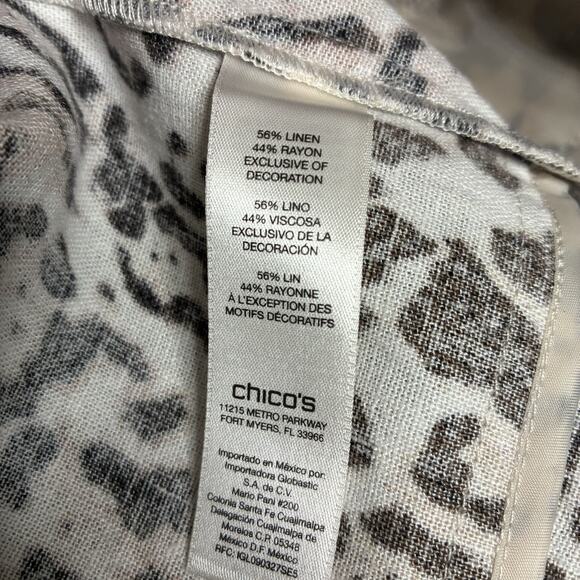 56% LINEN
44% RAYON
EXCLUSIVE OF
DECORATION
56% LINO
44% VISCOSA
EXCLUSIVO DE LA
DECORACIÓN
56% LIN
44% RAYONNE
À L'EXCEPTION DES
MOTIFS DÉCORATIFS
chico's
11215 METRO PARKWAY
FORT MYERS, FL 33966
Importado en México por:
Importadora Globastic
S.A. de C.V.
Mario Pani #200
Colonia Santa Fe Cuajimalpa
Delegación Cuajimalpa de
Morelos C.P. 05348
México D.F. México
RFC: IGL090327SE5